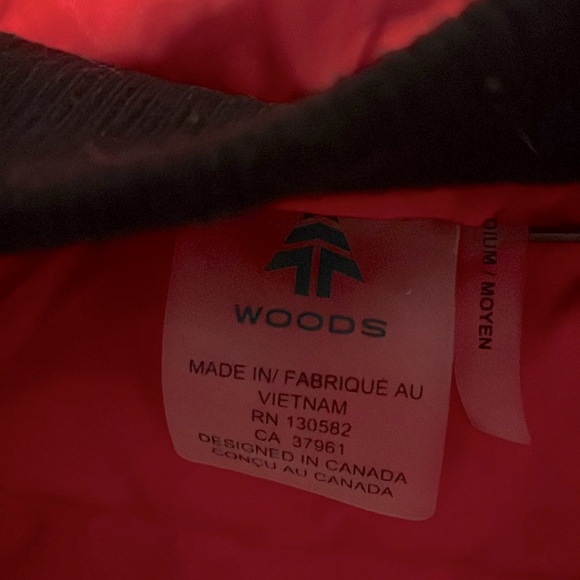 WOODS
MADE IN/ FABRIQUÉ AU
VIETNAM
RN 130582
CA 37961
DESIGNED IN CANADA
CONÇU AU CANADA
/ MOYEN